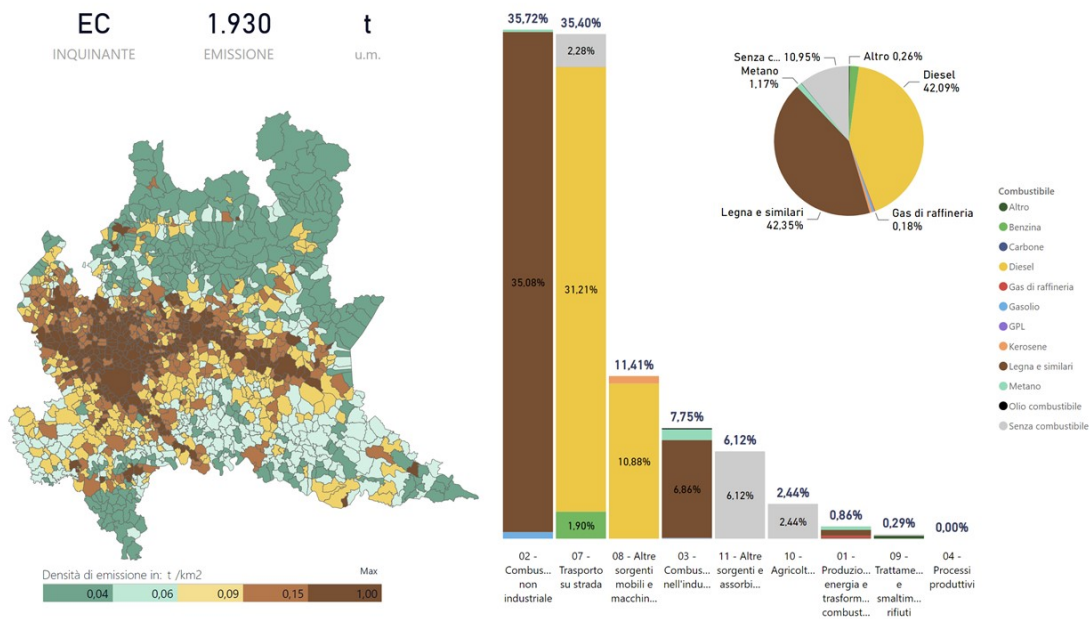 EC
1.930
t
INQUINANTE
EMISSIONE
u.m.
Densità di emissione in: t /km2
Max
0,04
0,06
0,09
0,15
1,00
35,72%
35,40%
2,28%
35,08%
31,21%
1,90%
11,41%
10,88%
7,75%
6,86%
6,12%
6,12%
2,44%
2,44%
0,86%
0,29%
0,00%
02 -
Combus...
non
industriale
07 -
Trasporto
su strada
08 - Altre
sorgenti
mobili e
macchin...
03 -
Combus...
nell'indu...
11 - Altre
sorgenti e
assorbi...
10 -
Agricolt...
01 -
Produzio...
energia e
trasform...
combust...
09 -
Trattame...
e
smaltim...
rifiuti
04 -
Processi
produttivi
Senza c... 10,95%
Altro 0,26%
Metano
1,17%
Diesel
42,09%
Legna e similari
42,35%
Gas di raffineria
0,18%
Combustibile
Altro
Benzina
Carbone
Diesel
Gas di raffineria
Gasolio
GPL
Kerosene
Legna e similari
Metano
Olio combustibile
Senza combustibile